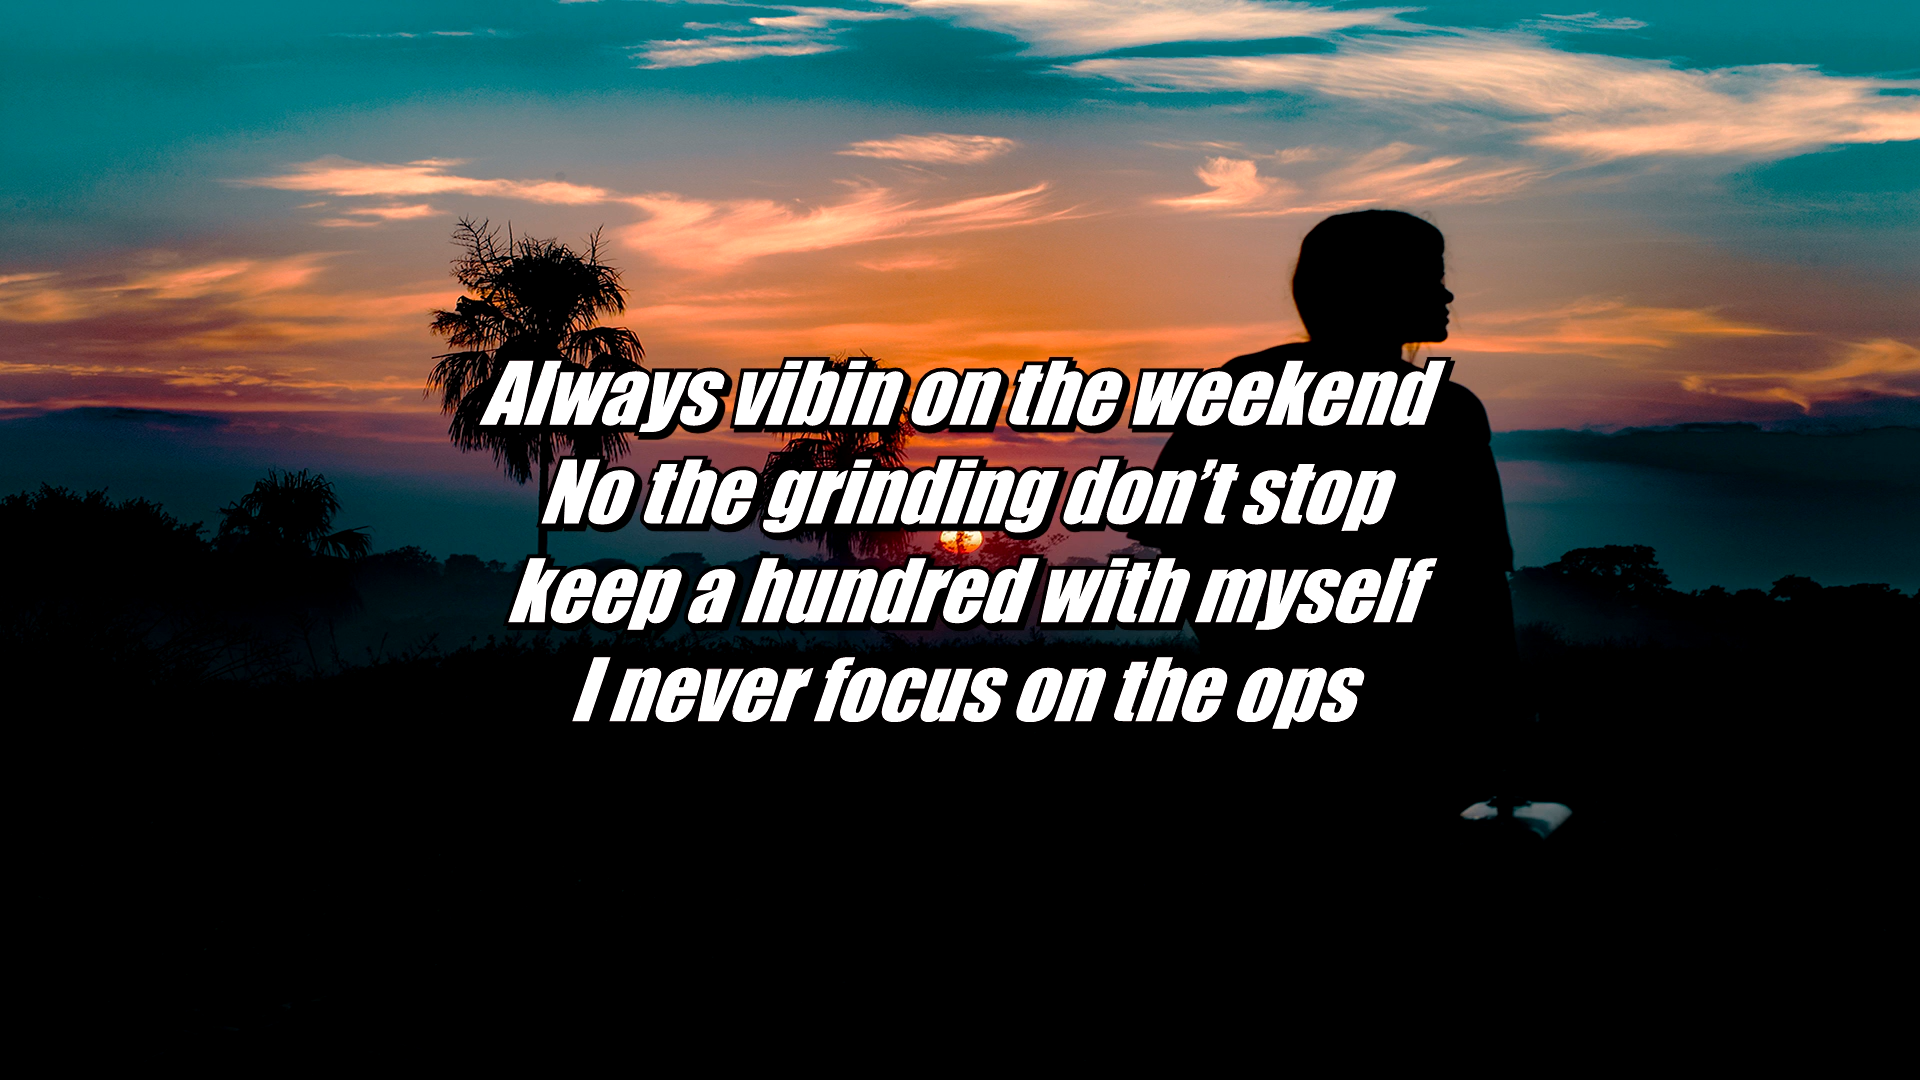 Always vibin on the weekend
No the grinding don’t stop
keep a hundred with myself
I never focus on the ops